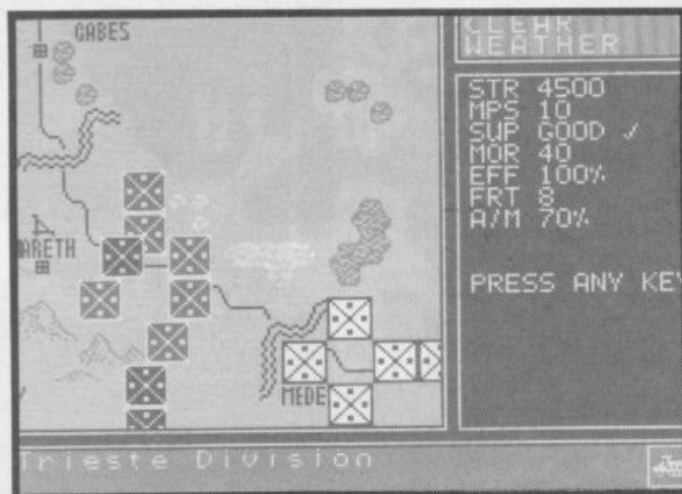 GABES
CLEAR
WEATHER
STR 4500
MPS 10
SUP GOOD ✓
MOR 40
EFF 100%
FRT 8
A/M 70%
ARETH
PRESS ANY KEY
MEDE
Trieste Division